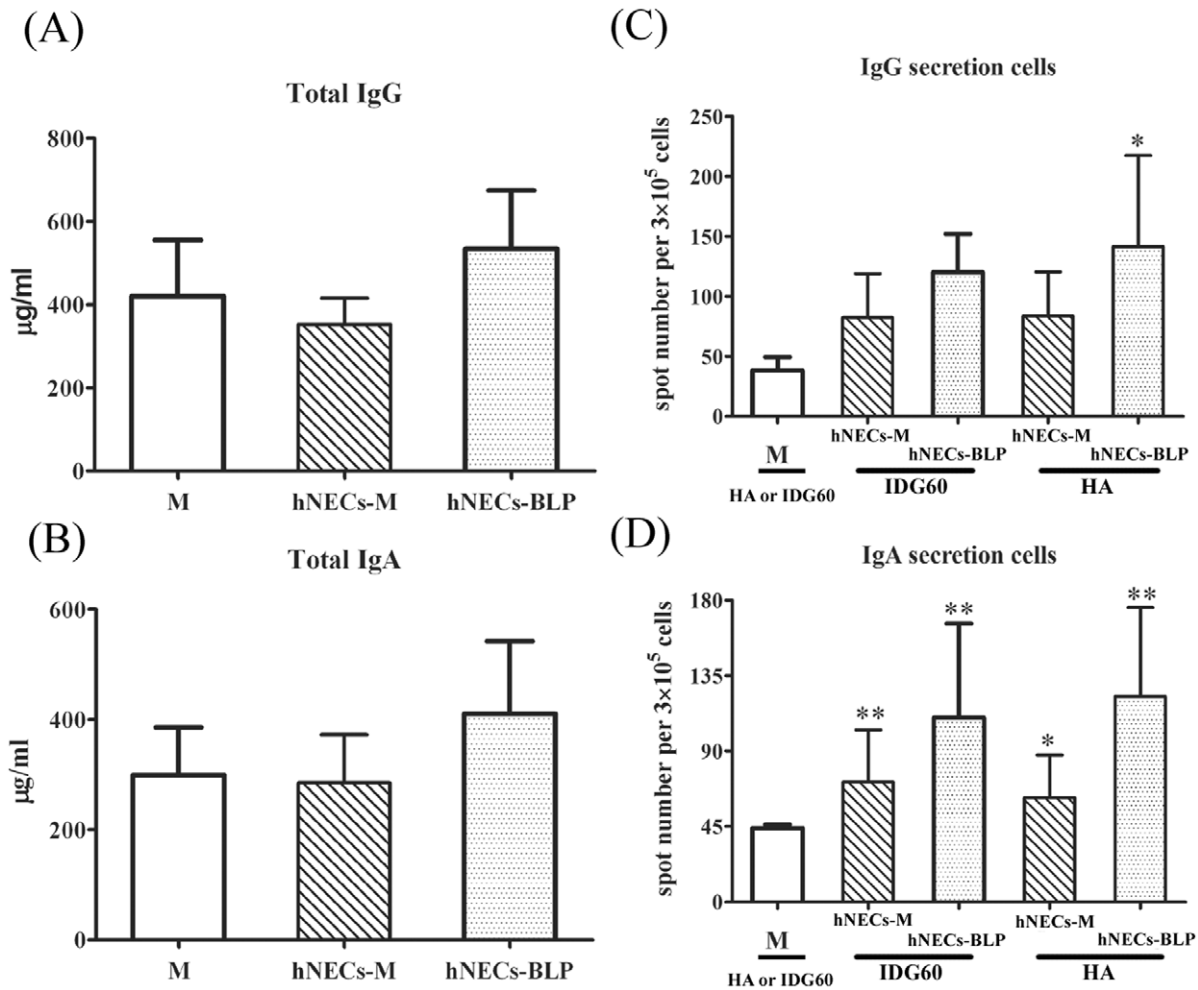 (A)
Total IgG
800
600
400
200
0
μg/ml
M hNECs-M hNECs-BLP
(B)
Total IgA
600
400
200
0
μg/ml
M hNECs-M hNECs-BLP
(C)
IgG secretion cells
250
200
150
100
50
0
spot number per 3×10⁵ cells
*
hNECs-M hNECs-M
M hNECs-BLP hNECs-BLP
HA or IDG60 IDG60 HA
(D)
IgA secretion cells
180
135
90
45
0
spot number per 3×10⁵ cells
** ** * **
hNECs-M hNECs-M
M hNECs-BLP hNECs-BLP
HA or IDG60 IDG60 HA